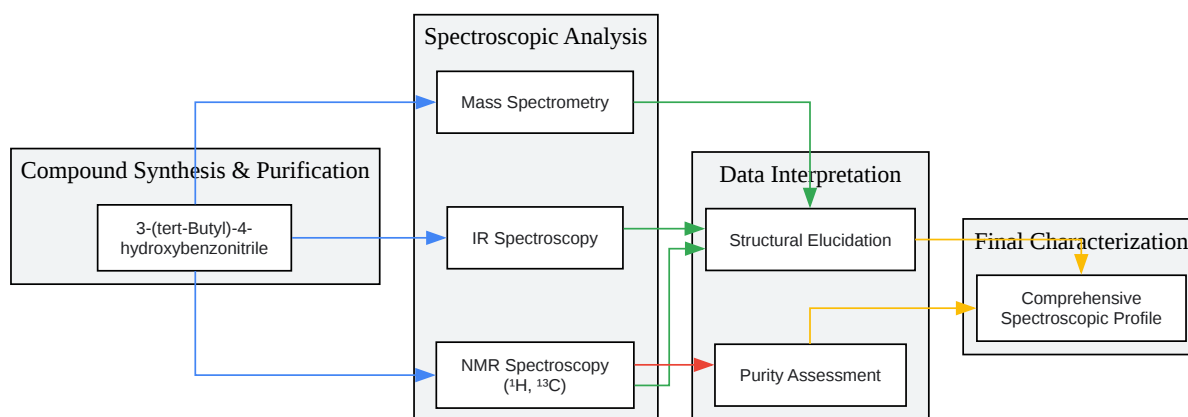 Compound Synthesis & Purification
3-(tert-Butyl)-4-
hydroxybenzonitrile
Spectroscopic Analysis
Mass Spectrometry
IR Spectroscopy
NMR Spectroscopy
(¹H, ¹³C)
Data Interpretation
Structural Elucidation
Purity Assessment
Final Characterization
Comprehensive
Spectroscopic Profile